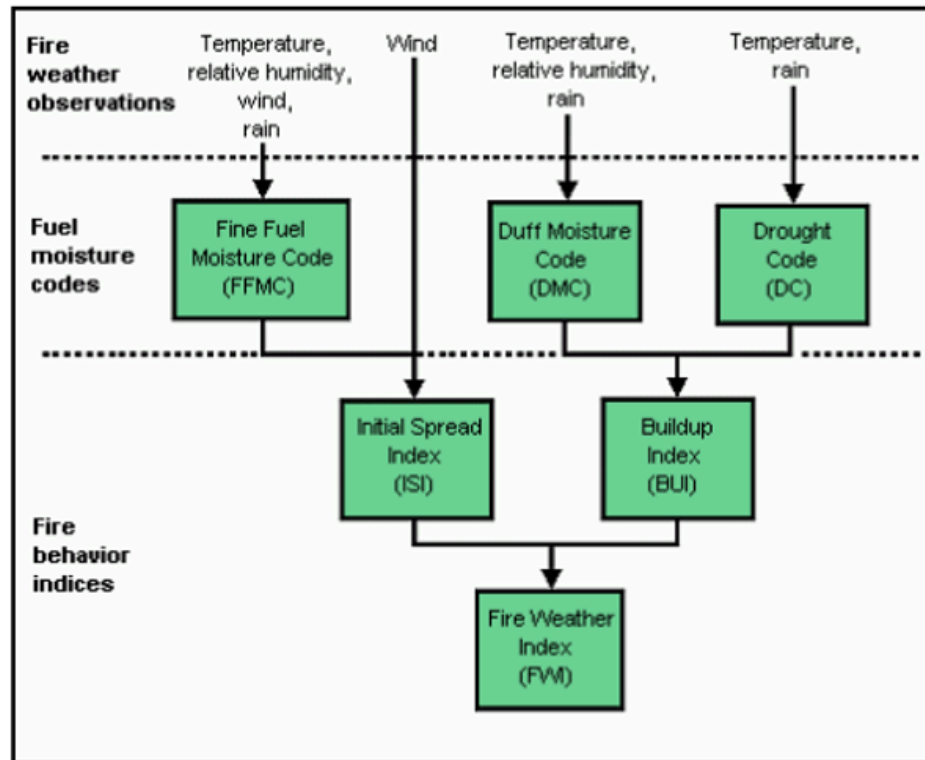 Fire
weather
observations
Temperature,
relative humidity,
wind,
rain
Wind
Temperature,
relative humidity,
rain
Temperature,
rain
Fuel
moisture
codes
Fine Fuel
Moisture Code
(FFMC)
Duff Moisture
Code
(DMC)
Drought
Code
(DC)
Fire
behavior
indices
Initial Spread
Index
(ISI)
Buildup
Index
(BUI)
Fire Weather
Index
(FWI)